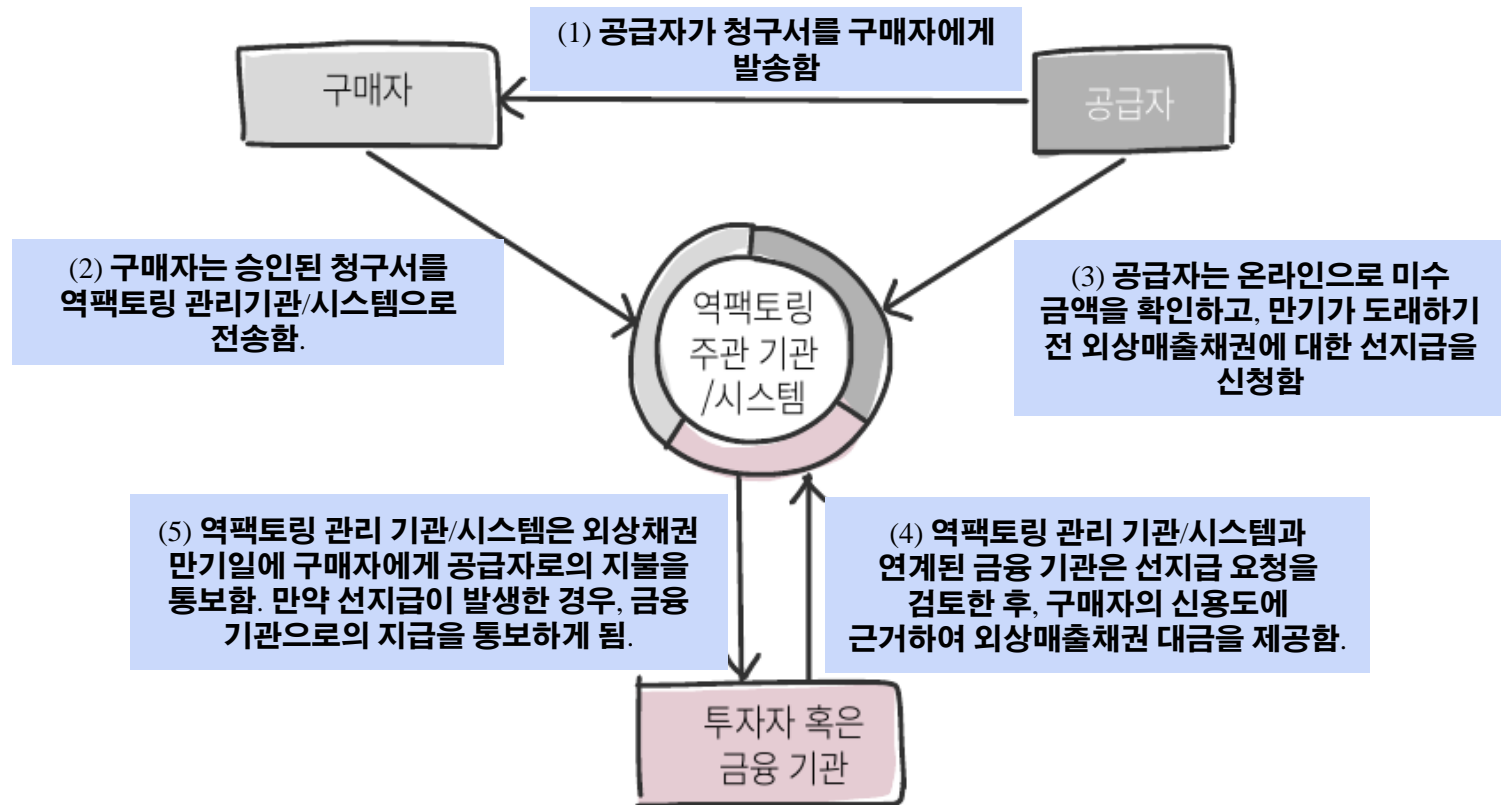 (1) 공급자가 청구서를 구매자에게
발송함
구매자
공급자
(2) 구매자는 승인된 청구서를
역팩토링 관리기관/시스템으로
전송함.
역팩토링
주관 기관
/시스템
(3) 공급자는 온라인으로 미수
금액을 확인하고, 만기가 도래하기
전 외상매출채권에 대한 선지급을
신청함
(5) 역팩토링 관리 기관/시스템은 외상채권
만기일에 구매자에게 공급자로의 지불을
통보함. 만약 선지급이 발생한 경우, 금융
기관으로의 지급을 통보하게 됨.
(4) 역팩토링 관리 기관/시스템과
연계된 금융 기관은 선지급 요청을
검토한 후, 구매자의 신용도에
근거하여 외상매출채권 대금을 제공함.
투자자 혹은
금융 기관